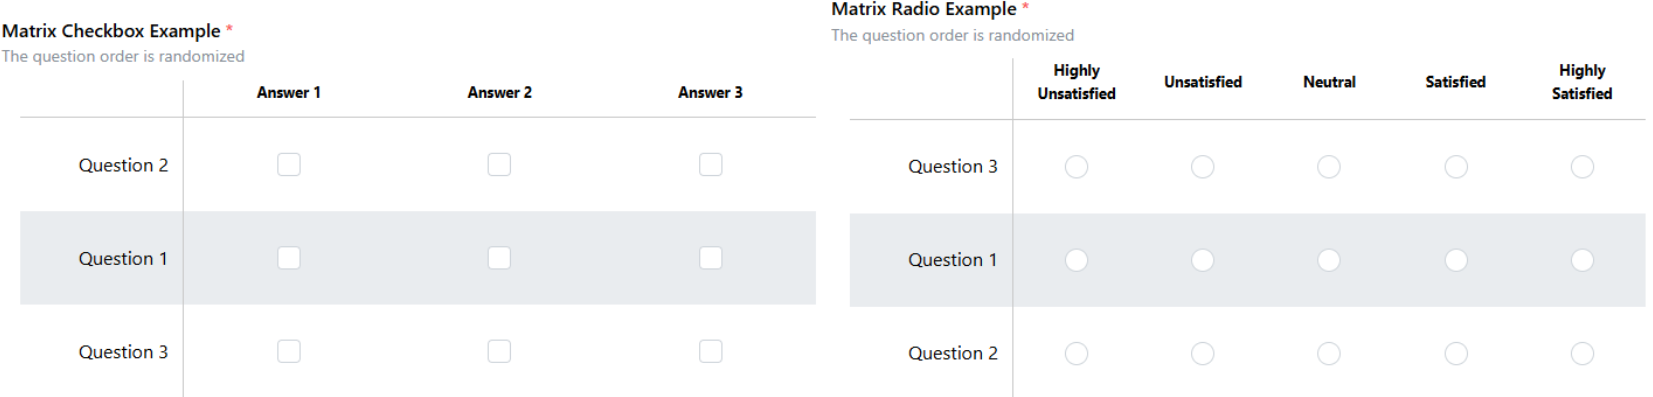 Matrix Checkbox Example *
The question order is randomized
Answer 1 Answer 2 Answer 3
Question 2
Question 1
Question 3
Matrix Radio Example *
The question order is randomized
Highly Unsatisfied Unsatisfied Neutral Satisfied Highly Satisfied
Question 3
Question 1
Question 2